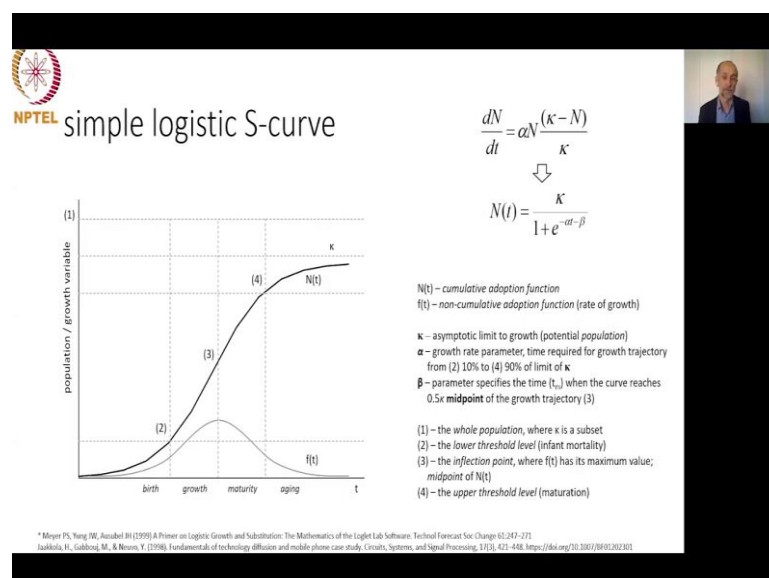 NPTEL
simple logistic S-curve
dN/dt = αN (κ − N)/κ
N(t) = κ/(1+e^{−αt−β})
(1)
κ
(4)
N(t)
(3)
(2)
f(t)
population / growth variable
birth growth maturity aging t
N(t) – cumulative adoption function
f(t) – non-cumulative adoption function (rate of growth)
κ – asymptotic limit to growth (potential population)
α – growth rate parameter, time required for growth trajectory
from (2) 10% to (4) 90% of limit of κ
β – parameter specifies the time (tm) when the curve reaches
0.5κ midpoint of the growth trajectory (3)
(1) – the whole population, where κ is a subset
(2) – the lower threshold level (infant mortality)
(3) – the inflection point, where f(t) has its maximum value;
midpoint of N(t)
(4) – the upper threshold level (maturation)
* Meyer PS, Yung JW, Ausubel JH (1999) A Primer on Logistic Growth and Substitution: The Mathematics of the Loglet Lab Software. Technol Forecast Soc Change 61:247–271
Jaakkola, H., Gabbouj, M., & Neuvo, Y. (1998). Fundamentals of technology diffusion and mobile phone case study. Circuits, Systems, and Signal Processing, 17(3), 421–448. https://doi.org/10.1007/BF01202301